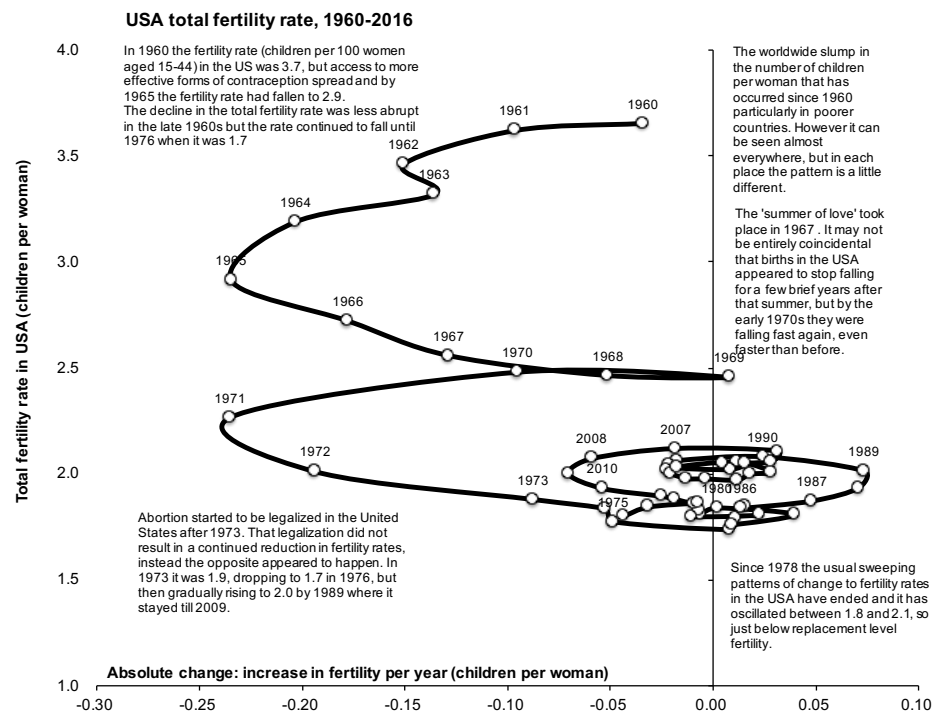 USA total fertility rate, 1960-2016
4.0
In 1960 the fertility rate (children per 100 women
aged 15-44) in the US was 3.7, but access to more
effective forms of contraception spread and by
1965 the fertility rate had fallen to 2.9.
The decline in the total fertility rate was less abrupt
in the late 1960s but the rate continued to fall until
1976 when it was 1.7
The worldwide slump in
the number of children
per woman that has
occurred since 1960
particularly in poorer
countries. However it can
be seen almost
everywhere, but in each
place the pattern is a little
different.
The 'summer of love' took
place in 1967 . It may not
be entirely coincidental
that births in the USA
appeared to stop falling
for a few brief years after
that summer, but by the
early 1970s they were
falling fast again, even
faster than before.
1960
1961
1962
1963
1964
1965
1966
1967
1970
1968
1969
1971
1972
1973
1975
2007
2008
2010
1990
1989
1987
1980
1986
3.5
3.0
2.5
2.0
1.5
1.0
Total fertility rate in USA (children per woman)
Abortion started to be legalized in the United
States after 1973. That legalization did not
result in a continued reduction in fertility rates,
instead the opposite appeared to happen. In
1973 it was 1.9, dropping to 1.7 in 1976, but
then gradually rising to 2.0 by 1989 where it
stayed till 2009.
Since 1978 the usual sweeping
patterns of change to fertility rates
in the USA have ended and it has
oscillated between 1.8 and 2.1, so
just below replacement level
fertility.
Absolute change: increase in fertility per year (children per woman)
-0.30
-0.25
-0.20
-0.15
-0.10
-0.05
0.00
0.05
0.10